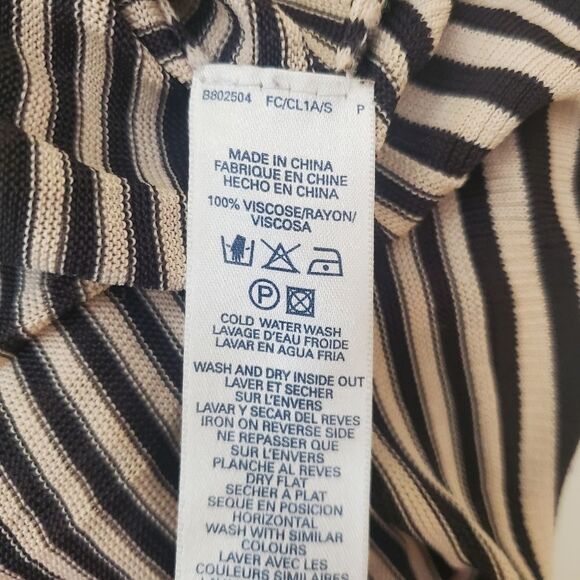 B802504 FC/CL1A/S P
MADE IN CHINA
FABRIQUE EN CHINE
HECHO EN CHINA
100% VISCOSE/RAYON/
VISCOSA
P
COLD WATER WASH
LAVAGE D'EAU FROIDE
LAVAR EN AGUA FRIA
WASH AND DRY INSIDE OUT
LAVER ET SECHER
SUR L'ENVERS
LAVAR Y SECAR DEL REVES
IRON ON REVERSE SIDE
NE REPASSER QUE
SUR L'ENVERS
PLANCHE AL REVES
DRY FLAT
SECHER À PLAT
SEQUE EN POSICION
HORIZONTAL
WASH WITH SIMILAR
COLOURS
LAVER AVEC LES
COULEURS SIMILAIRES